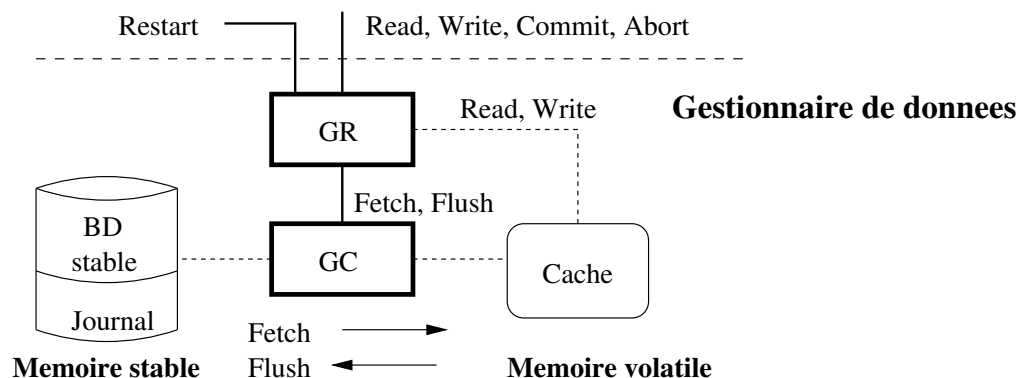 Restart
Read, Write, Commit, Abort
Gestionnaire de donnees
Read, Write
GR
Fetch, Flush
BD
stable
GC
Cache
Journal
Fetch
Memoire stable
Flush
Memoire volatile